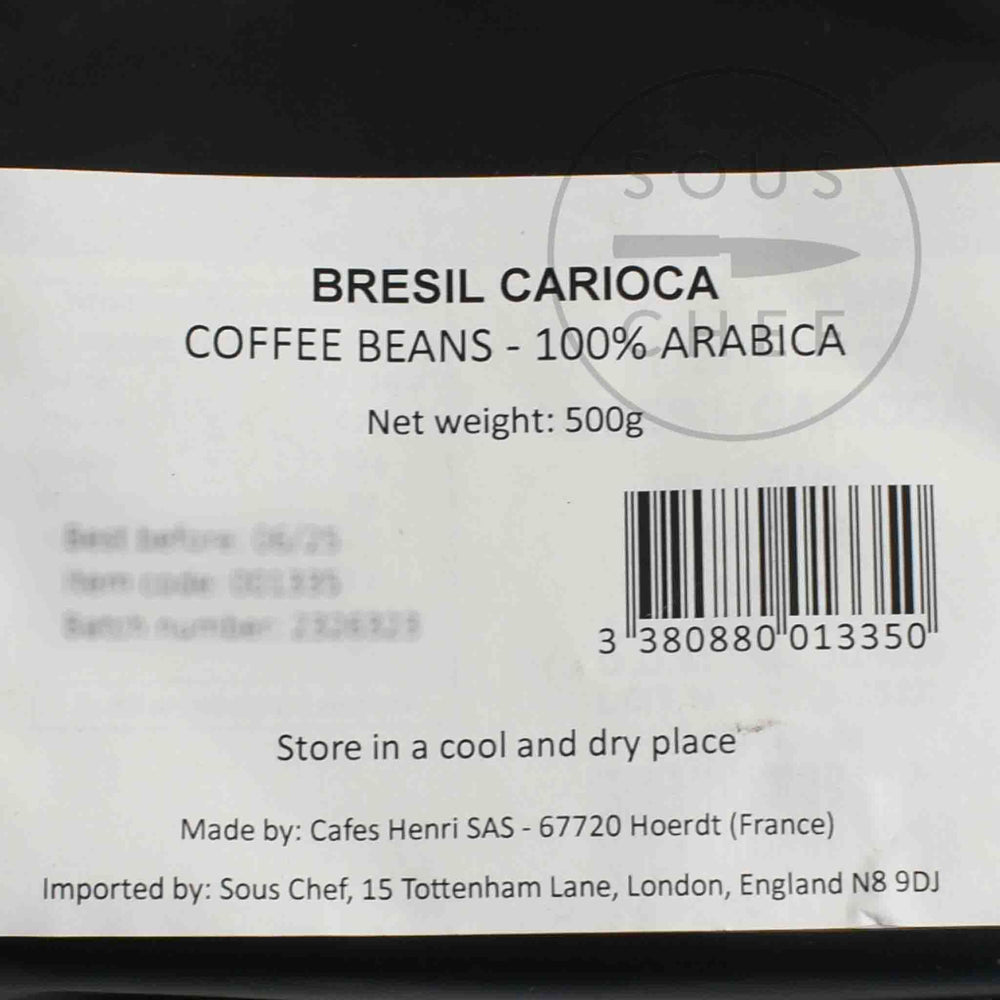 SOUS
CHEF
BRESIL CARIOCA
COFFEE BEANS - 100% ARABICA
Net weight: 500g
3 380880 013350
Store in a cool and dry place
Made by: Cafes Henri SAS - 67720 Hoerdt (France)
Imported by: Sous Chef, 15 Tottenham Lane, London, England N8 9DJ